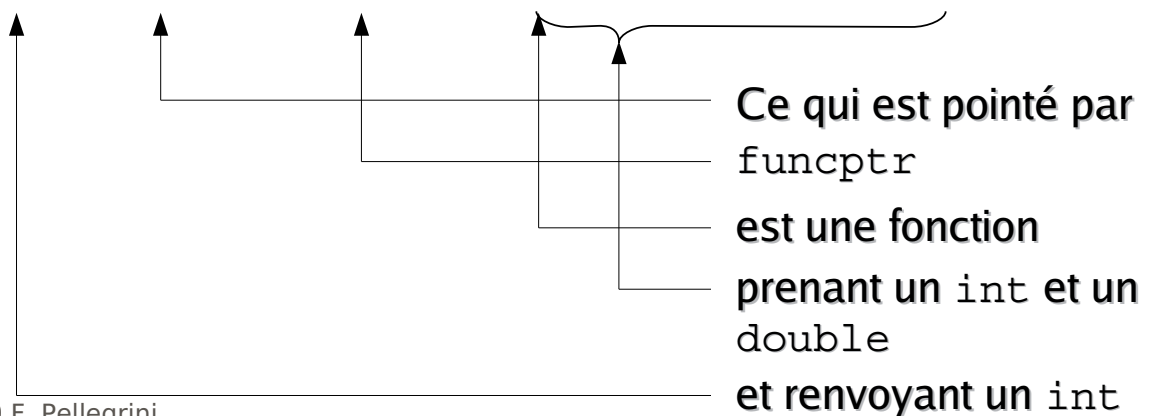 Ce qui est pointé par
funcptr
est une fonction
prenant un int et un
double
et renvoyant un int
F. Pellegrini